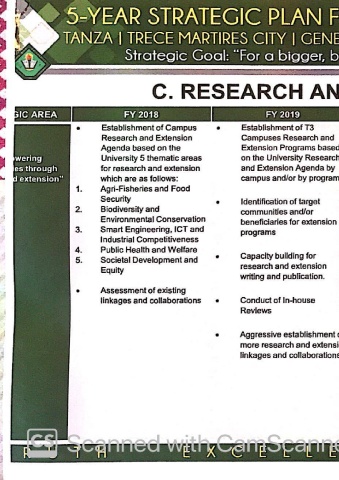 5-YEAR STRATEGIC PLAN F
TANZA | TRECE MARTIRES CITY | GENE
Strategic Goal: "For a bigger, b
C. RESEARCH AN
GIC AREA
FY 2018
FY 2019
owering
es through
d extension"
• Establishment of Campus
Research and Extension
Agenda based on the
University 5 thematic areas
for research and extension
which are as follows:
1. Agri-Fisheries and Food
Security
2. Biodiversity and
Environmental Conservation
3. Smart Engineering, ICT and
Industrial Competitiveness
4. Public Health and Welfare
5. Societal Development and
Equity
• Assessment of existing
linkages and collaborations
• Establishment of T3
Campuses Research and
Extension Programs based
on the University Research
and Extension Agenda by
campus and/or by program
• Identification of target
communities and/or
beneficiaries for extension
programs
• Capacity building for
research and extension
writing and publication.
• Conduct of In-house
Reviews
• Aggressive establishment o
more research and extensi
linkages and collaborations
CS Scanned with CamScanne
T H E X C E L L E